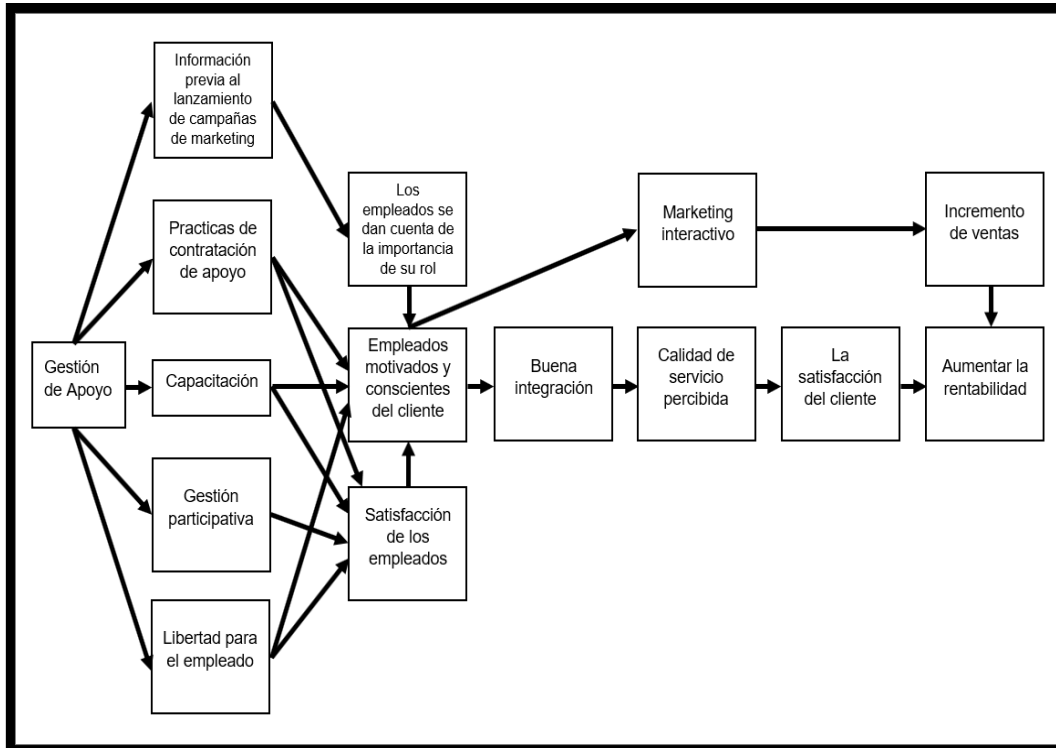 Información
previa al
lanzamiento
de campañas
de marketing
Practicas de
contratación
de apoyo
Gestión
de Apoyo
Capacitación
Gestión
participativa
Libertad para
el empleado
Los
empleados se
dan cuenta de
la importancia
de su rol
Empleados
motivados y
conscientes
del cliente
Satisfacción
de los
empleados
Marketing
interactivo
Incremento
de ventas
Buena
integración
Calidad de
servicio
percibida
La
satisfacción
del cliente
Aumentar la
rentabilidad